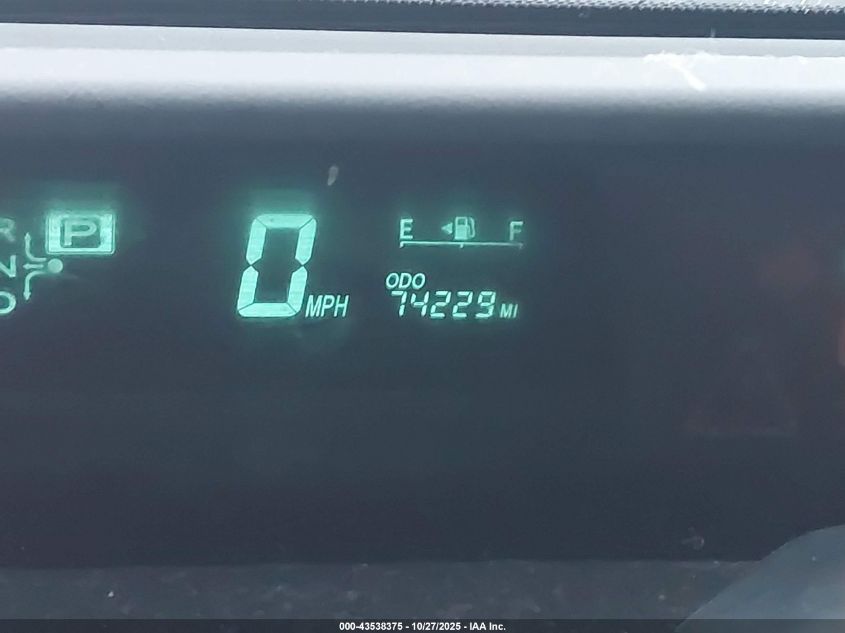 R P
N
D
0 MPH
E F
ODO
74229 MI
000-43538375 - 10/27/2025 - IAA Inc.